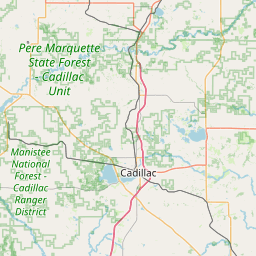 Père Marquette
State Forest
- Cadillac
Unit
Manistee
National
Forest -
Cadillac
Ranger
District
Cadillac